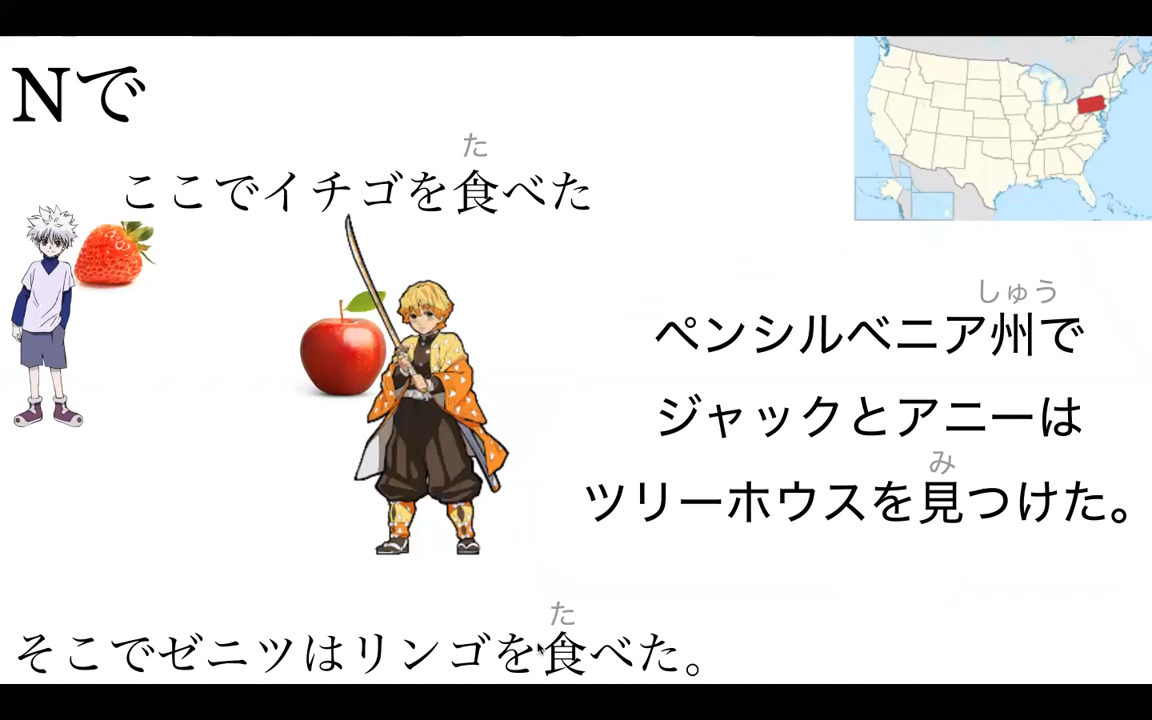 Nで
た
ここでイチゴを食べた
しゅう
ペンシルベニア州で
ジャックとアニーは
み
ツリーホウスを見つけた。
た
そこでゼニツはリンゴを食べた。